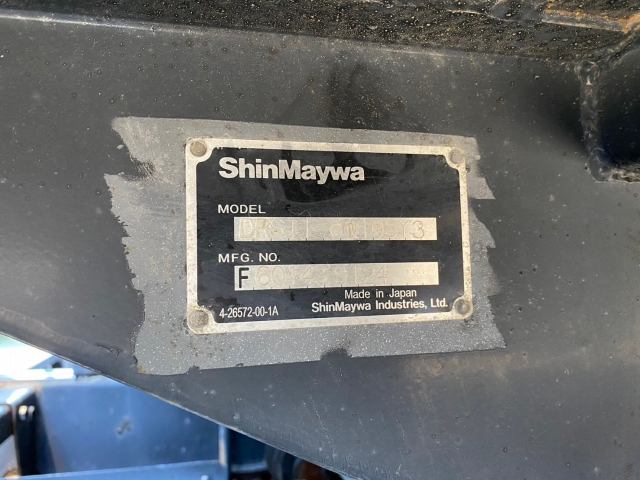 ShinMaywa
MODEL
MFG. NO.
F
Made in Japan
4-26572-00-1A
ShinMaywa Industries, Ltd.